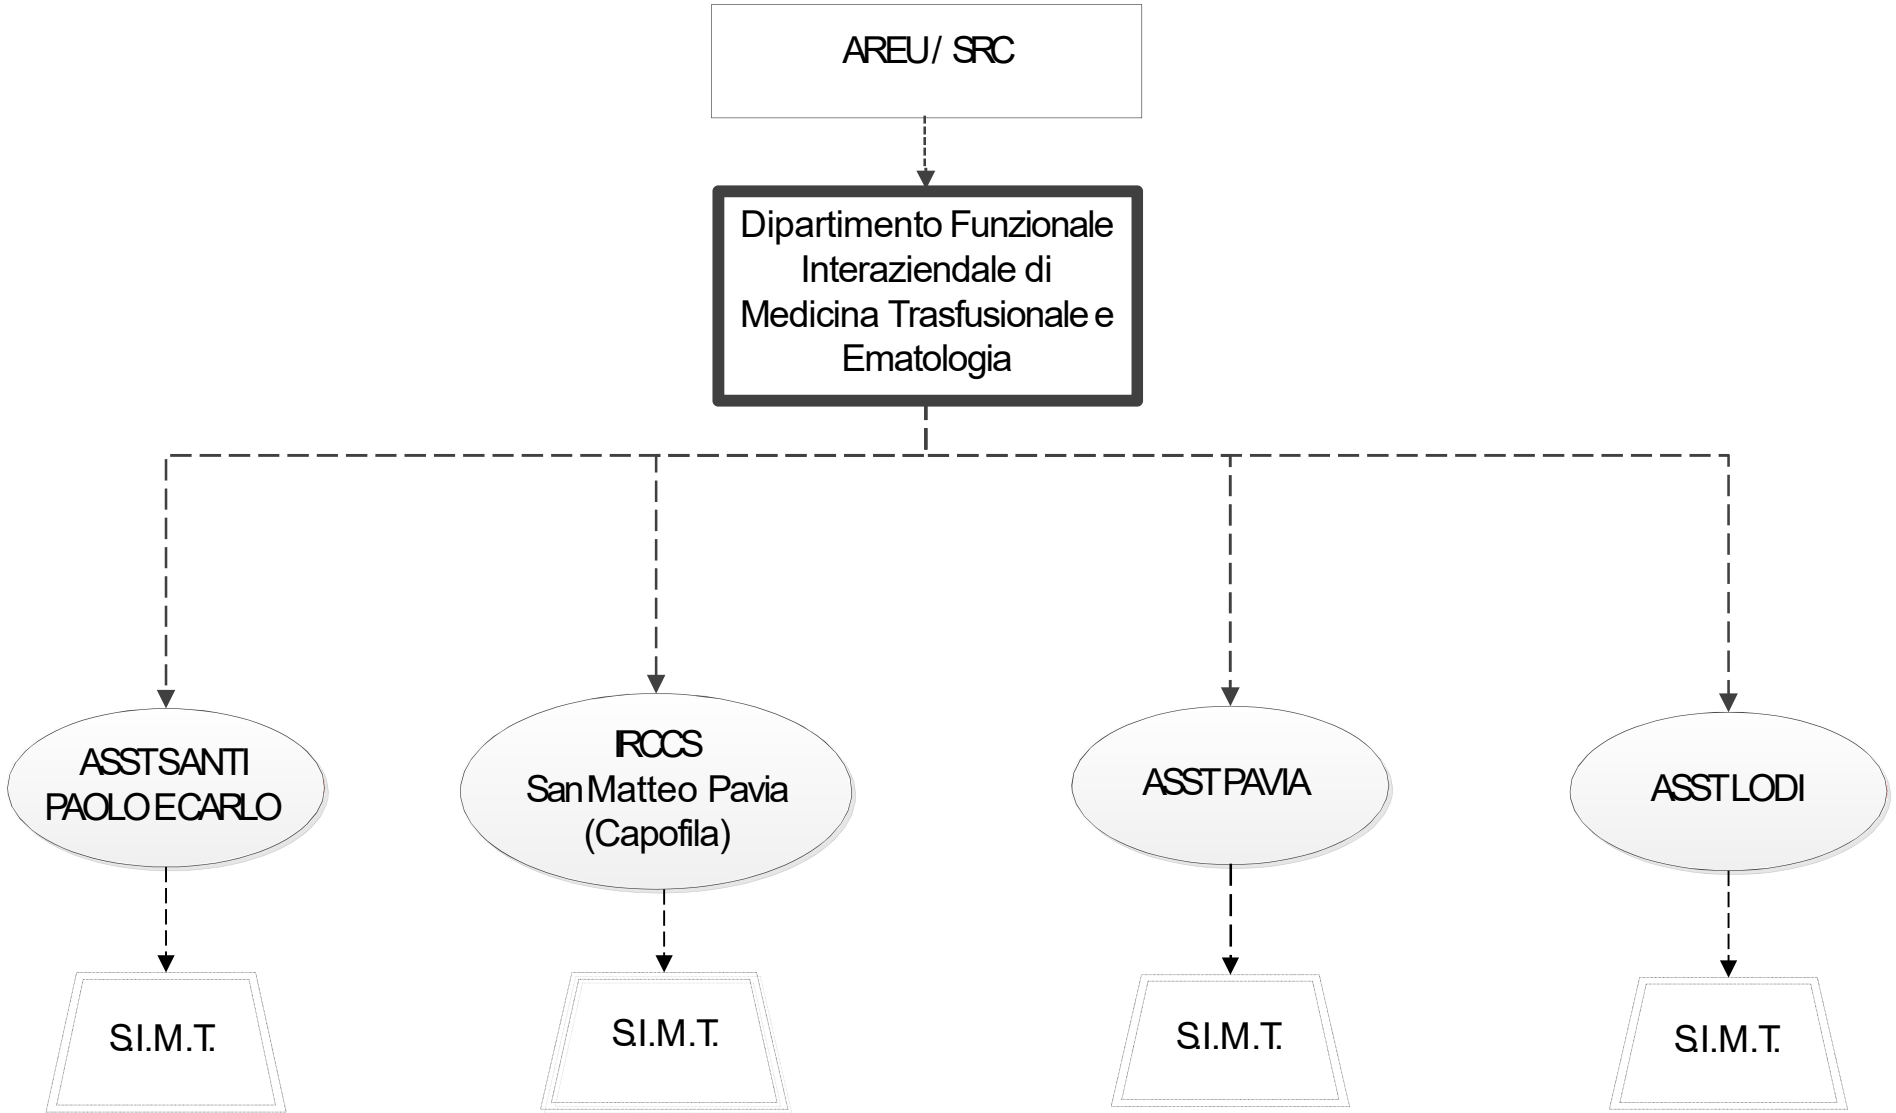 AREU / SRC
Dipartimento Funzionale
Interaziendale di
Medicina Trasfusionale e
Ematologia
ASST SANTI
PAOLO E CARLO
IRCCS
San Matteo Pavia
(Capofila)
ASST PAVIA
ASST LODI
S.I.M.T.
S.I.M.T.
S.I.M.T.
S.I.M.T.